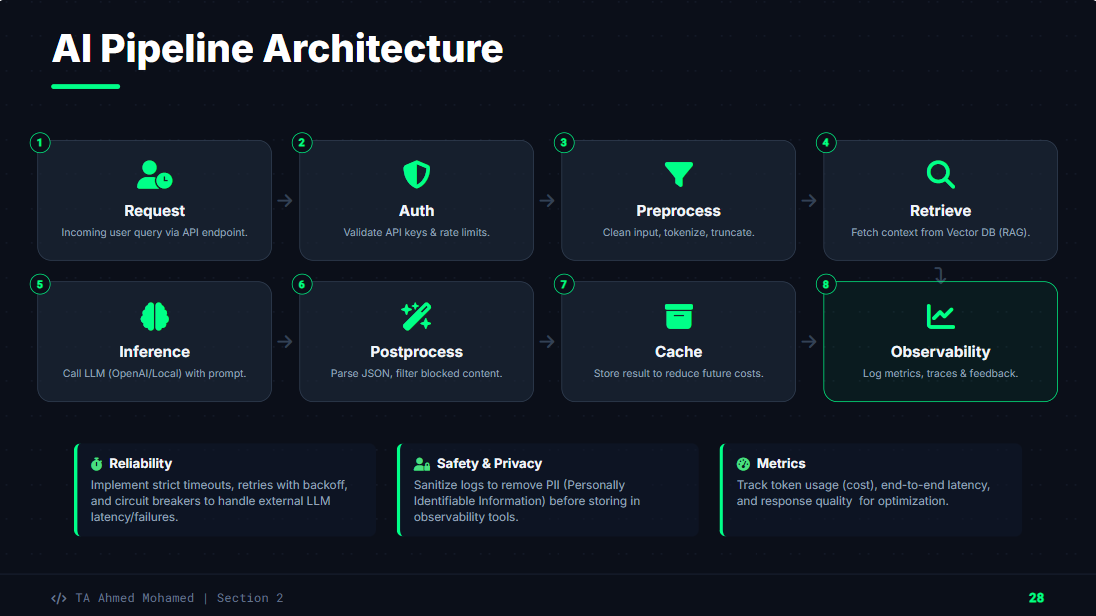 AI Pipeline Architecture
1
Request
Incoming user query via API endpoint.
2
Auth
Validate API keys & rate limits.
3
Preprocess
Clean input, tokenize, truncate.
4
Retrieve
Fetch context from Vector DB (RAG).
5
Inference
Call LLM (OpenAI/Local) with prompt.
6
Postprocess
Parse JSON, filter blocked content.
7
Cache
Store result to reduce future costs.
8
Observability
Log metrics, traces & feedback.
Reliability
Implement strict timeouts, retries with backoff,
and circuit breakers to handle external LLM
latency/failures.
Safety & Privacy
Sanitize logs to remove PII (Personally
Identifiable Information) before storing in
observability tools.
Metrics
Track token usage (cost), end-to-end latency,
and response quality  for optimization.
</> TA Ahmed Mohamed | Section 2
28